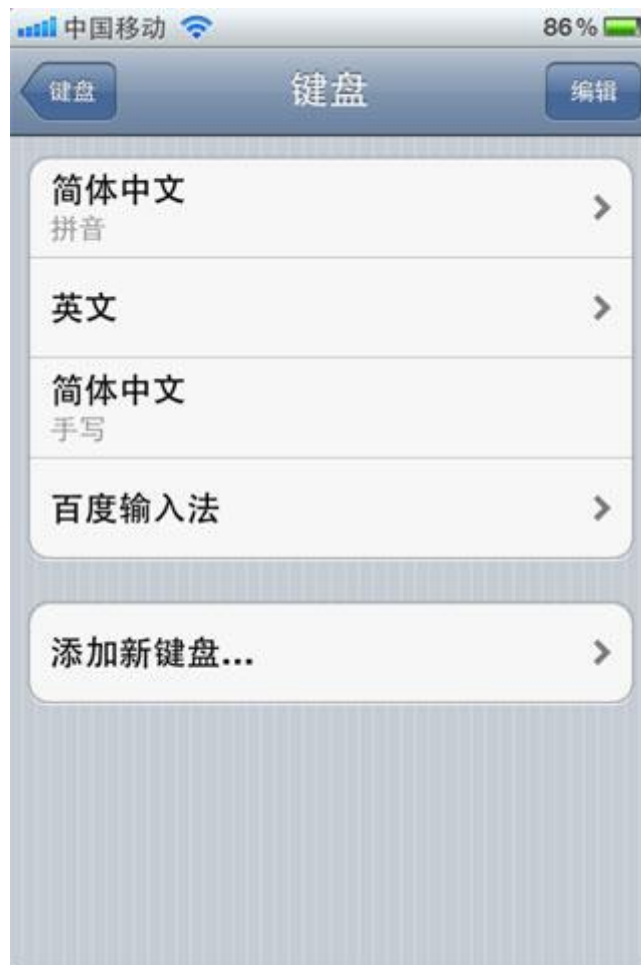 中国移动 86%
键盘 键盘 编辑
简体中文
拼音
英文
简体中文
手写
百度输入法
添加新键盘...